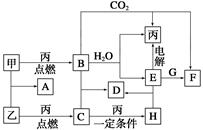 CO₂
甲 丙 点燃 B H₂O 丙
电解
A E G F
D
乙 丙 点燃 C 丙 一定条件 H